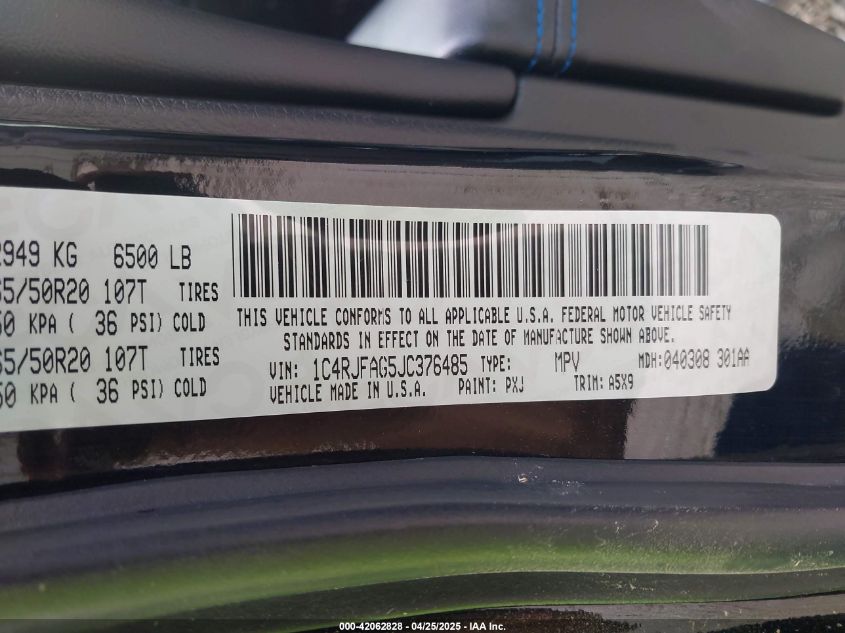 2949 KG 6500 LB
65/50R20 107T TIRES
50 KPA ( 36 PSI) COLD
65/50R20 107T TIRES
50 KPA ( 36 PSI) COLD
THIS VEHICLE CONFORMS TO ALL APPLICABLE U.S.A. FEDERAL MOTOR VEHICLE SAFETY
STANDARDS IN EFFECT ON THE DATE OF MANUFACTURE SHOWN ABOVE.
VIN: 1C4RJFAG5JC376485 TYPE: MPV MDH: 040308 301AA
VEHICLE MADE IN U.S.A. PAINT: PXJ TRIM: A5X9
000-42062828 - 04/25/2025 - IAA Inc.